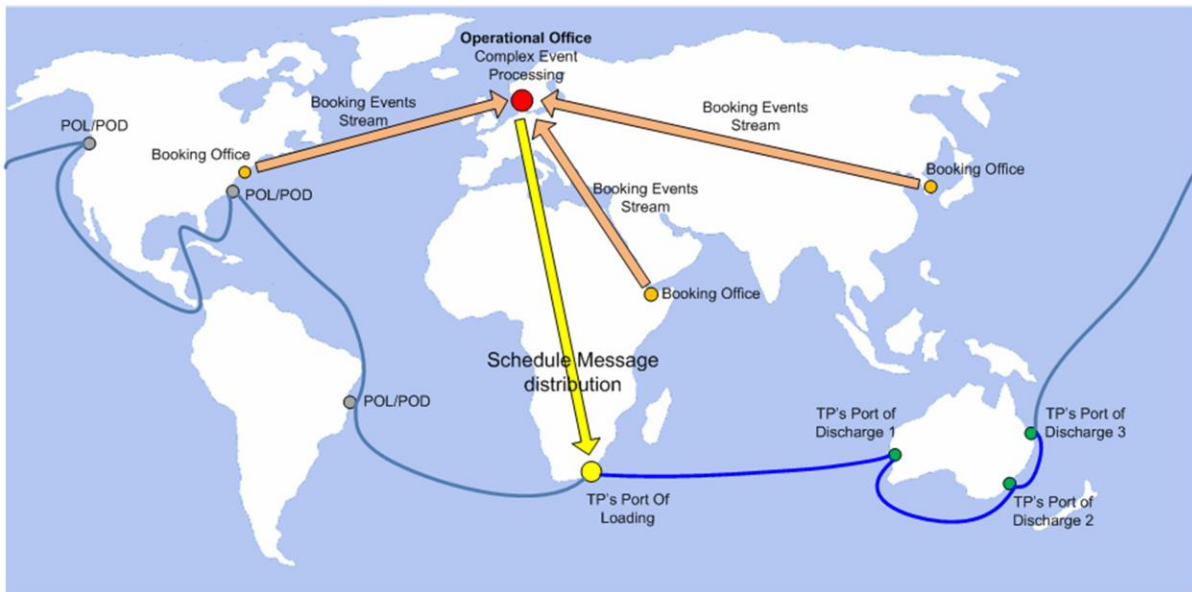 Operational Office
Complex Event
Processing
Booking Events
Stream
Booking Events
Stream
POL/POD
Booking Office
POL/POD
Booking Office
Booking Events
Stream
Booking Office
Schedule Message
distribution
POL/POD
TP's Port of
Discharge 1
TP's Port of
Discharge 3
TP's Port Of
Loading
TP's Port of
Discharge 2